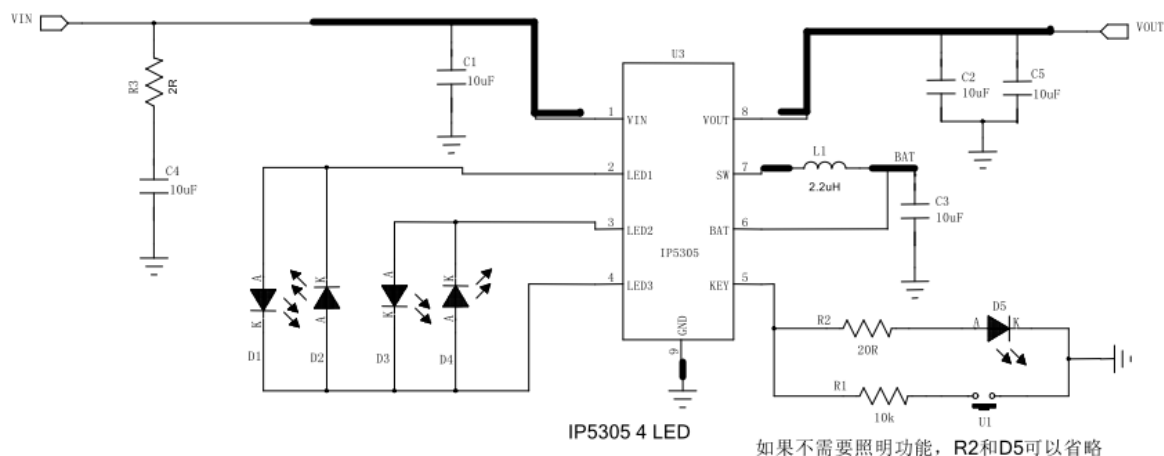 VIN
VOUT
U3
C1
10uF
C2
10uF
C5
10uF
R3
2R
1
VIN
VOUT
8
C4
10uF
2
LED1
SW
7
L1
2.2uH
BAT
C3
10uF
3
LED2
BAT
6
IP5305
4
LED3
KEY
5
GND
9
A
K
D1
K
A
D2
A
K
D3
K
A
D4
R2
20R
A
D5
K
R1
10k
U1
IP5305 4 LED
如果不需要照明功能，R2和D5可以省略